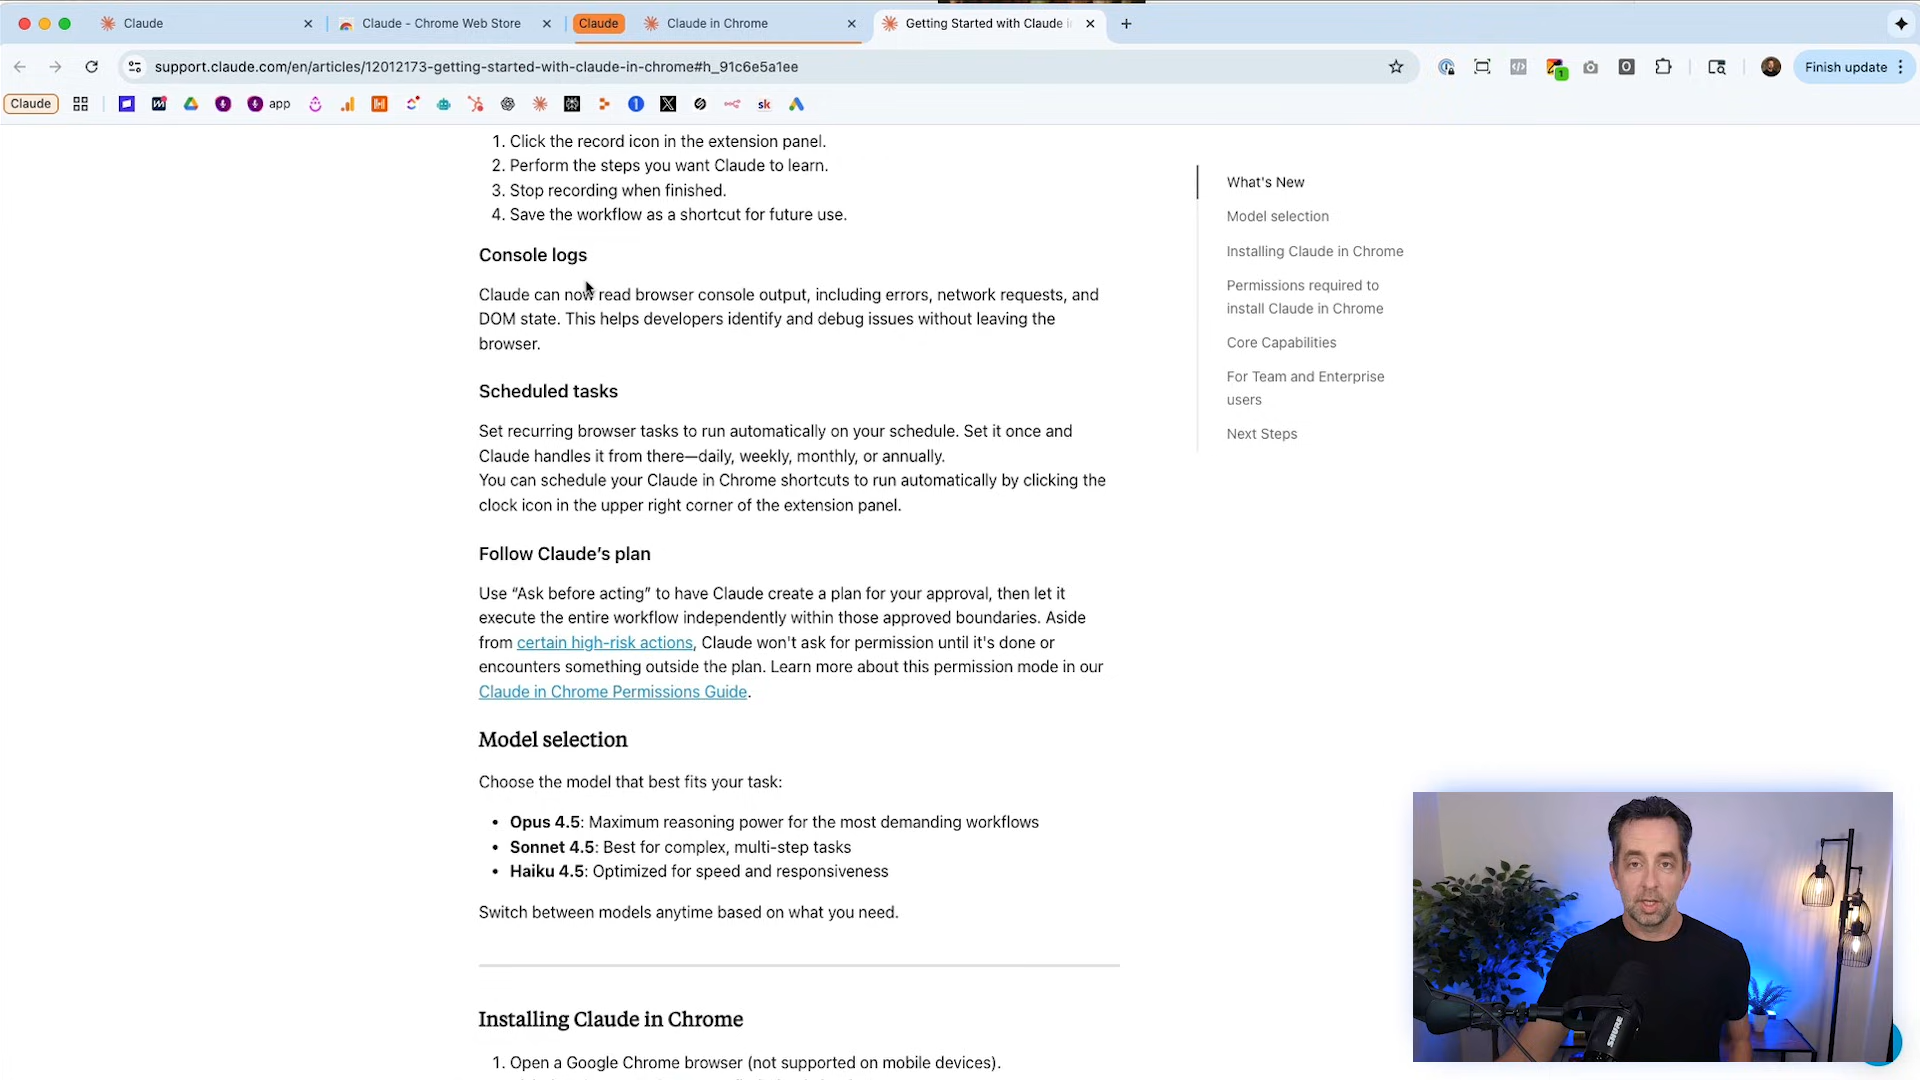 Claude
Claude - Chrome Web Store
Claude
Claude in Chrome
Getting Started with Claude i
support.claude.com/en/articles/12012173-getting-started-with-claude-in-chrome#h_91c6e5a1ee
1
Finish update
Claude
app
sk
1. Click the record icon in the extension panel.
2. Perform the steps you want Claude to learn.
3. Stop recording when finished.
4. Save the workflow as a shortcut for future use.
Console logs
Claude can now read browser console output, including errors, network requests, and
DOM state. This helps developers identify and debug issues without leaving the
browser.
Scheduled tasks
Set recurring browser tasks to run automatically on your schedule. Set it once and
Claude handles it from there—daily, weekly, monthly, or annually.
You can schedule your Claude in Chrome shortcuts to run automatically by clicking the
clock icon in the upper right corner of the extension panel.
Follow Claude’s plan
Use “Ask before acting” to have Claude create a plan for your approval, then let it
execute the entire workflow independently within those approved boundaries. Aside
from certain high-risk actions, Claude won't ask for permission until it's done or
encounters something outside the plan. Learn more about this permission mode in our
Claude in Chrome Permissions Guide.
Model selection
Choose the model that best fits your task:
• Opus 4.5: Maximum reasoning power for the most demanding workflows
• Sonnet 4.5: Best for complex, multi-step tasks
• Haiku 4.5: Optimized for speed and responsiveness
Switch between models anytime based on what you need.
Installing Claude in Chrome
1. Open a Google Chrome browser (not supported on mobile devices).
What's New
Model selection
Installing Claude in Chrome
Permissions required to
install Claude in Chrome
Core Capabilities
For Team and Enterprise
users
Next Steps
SHURE